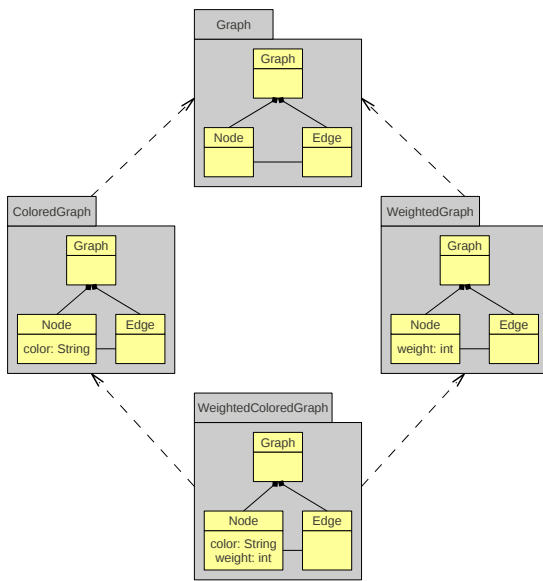 Graph
Graph
Node
Edge
ColoredGraph
Graph
Node
Edge
color: String
WeightedGraph
Graph
Node
Edge
weight: int
WeightedColoredGraph
Graph
Node
Edge
color: String
weight: int